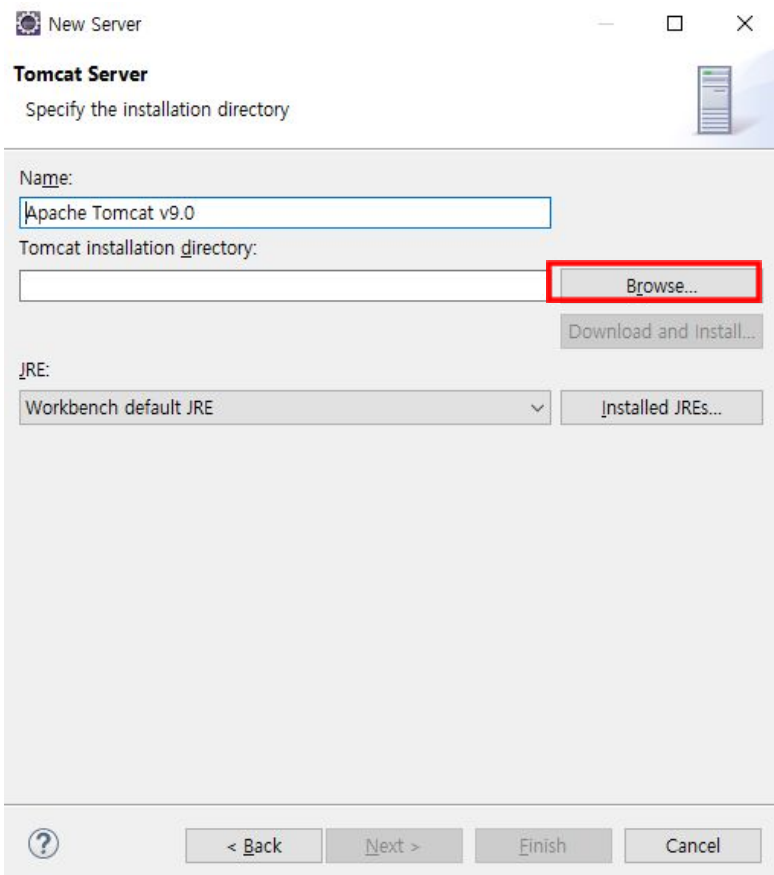 New Server
Tomcat Server
Specify the installation directory
Name:
Apache Tomcat v9.0
Tomcat installation directory:
Browse...
Download and Install...
JRE:
Workbench default JRE
Installed JREs...
?
< Back
Next >
Finish
Cancel